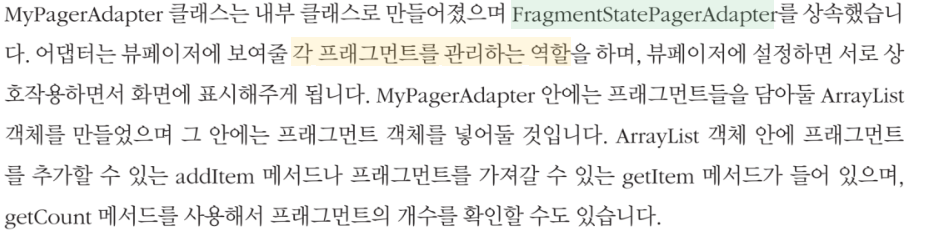 MyPagerAdapter 클래스는 내부 클래스로 만들어졌으며 FragmentStatePagerAdapter를 상속했습니
다. 어댑터는 뷰페이저에 보여줄 각 프래그먼트를 관리하는 역할을 하며, 뷰페이저에 설정하면 서로 상
호작용하면서 화면에 표시해주게 됩니다. MyPagerAdapter 안에는 프래그먼트들을 담아둘 ArrayList
객체를 만들었으며 그 안에는 프래그먼트 객체를 넣어둘 것입니다. ArrayList 객체 안에 프래그먼트
를 추가할 수 있는 addItem 메서드나 프래그먼트를 가져갈 수 있는 getItem 메서드가 들어 있으며,
getCount 메서드를 사용해서 프래그먼트의 개수를 확인할 수도 있습니다.